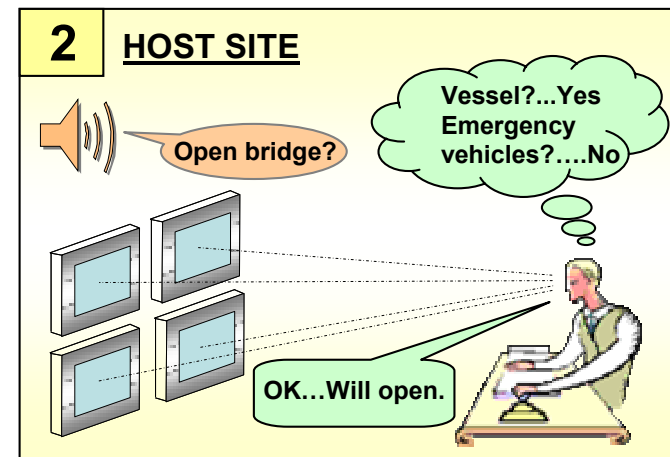 2 HOST SITE
Open bridge?
Vessel?...Yes
Emergency
vehicles?….No
OK…Will open.